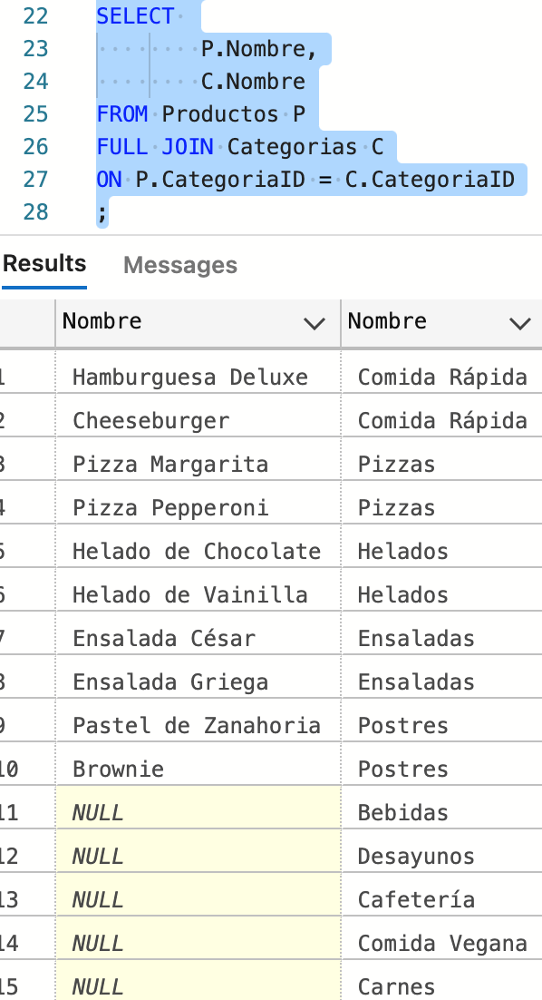 22 SELECT
23 P.Nombre,
24 C.Nombre
25 FROM Productos P
26 FULL JOIN Categorias C
27 ON P.CategoriaID = C.CategoriaID
28 ;
Results Messages
Nombre Nombre
1 Hamburguesa Deluxe Comida Rápida
2 Cheeseburger Comida Rápida
3 Pizza Margarita Pizzas
4 Pizza Pepperoni Pizzas
5 Helado de Chocolate Helados
6 Helado de Vainilla Helados
7 Ensalada César Ensaladas
8 Ensalada Griega Ensaladas
9 Pastel de Zanahoria Postres
10 Brownie Postres
11 NULL Bebidas
12 NULL Desayunos
13 NULL Cafetería
14 NULL Comida Vegana
15 NULL Carnes